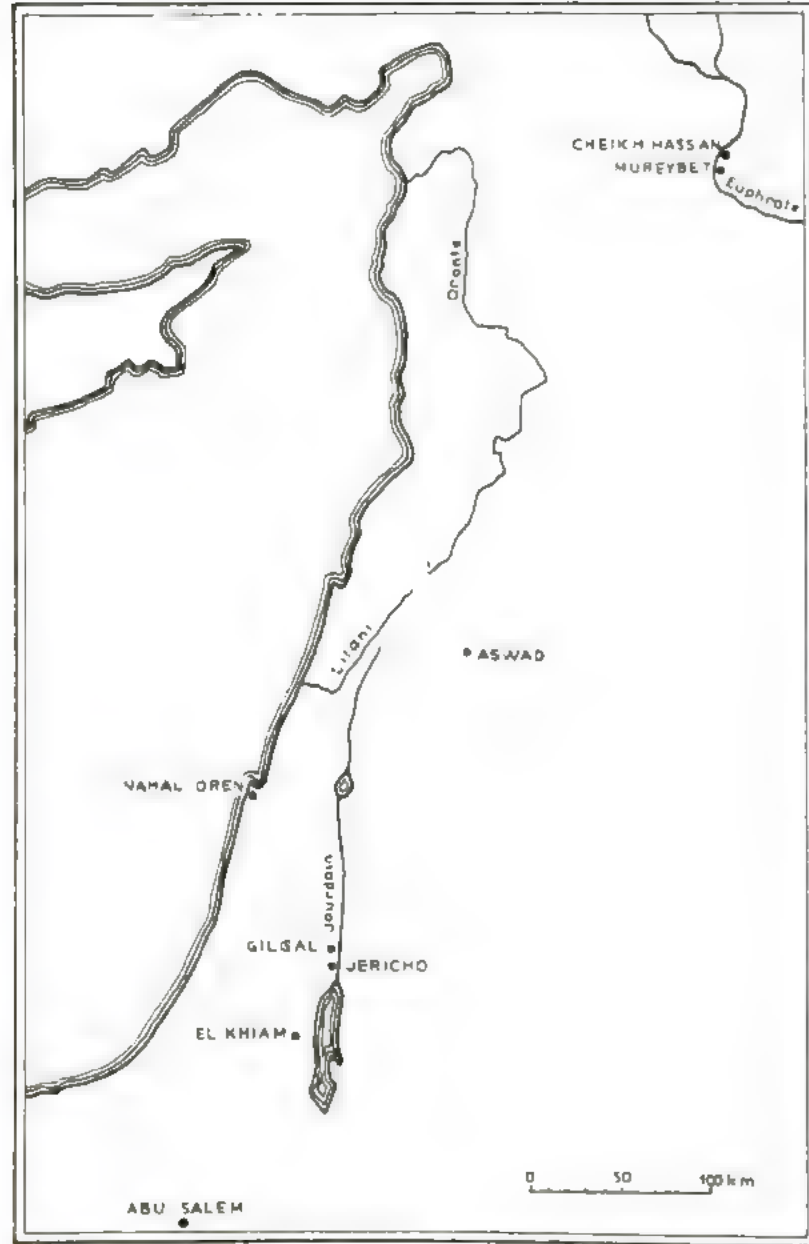 CHEIKH HASSAN
MUREYBET
Euphrate
Oronte
Litani
ASWAD
NAHAL OREN
Jourdain
GILGAL
JERICHO
EL KHIAM
0 50 100 km
ABU SALEM